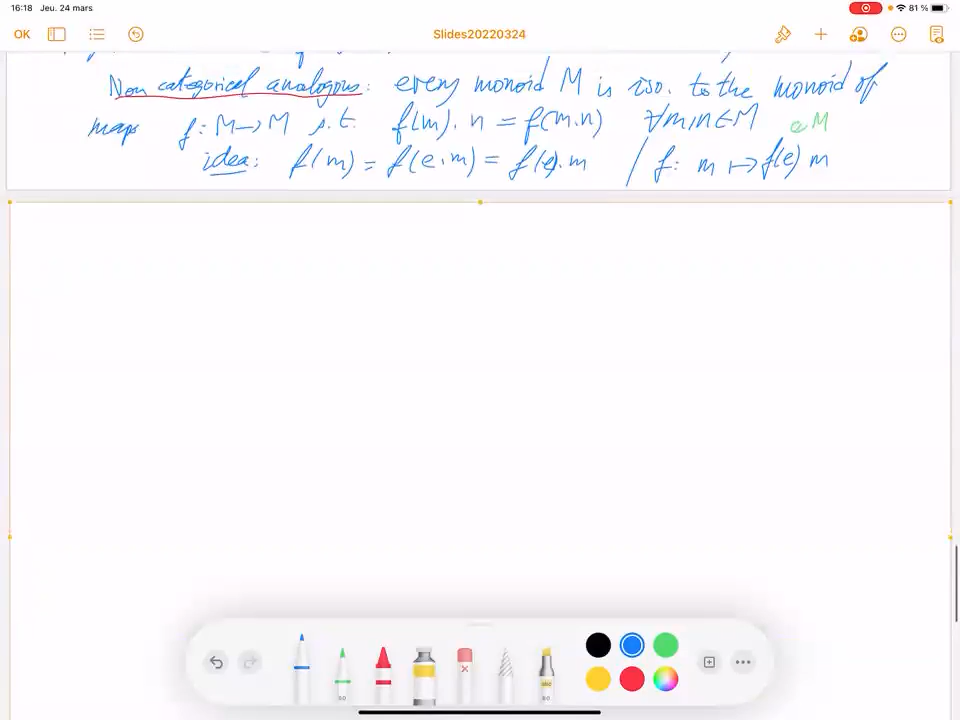 16:18 Jeu. 24 mars 81 %
OK Slides20220324
Non categorical analogous: every monoid M is iso. to the monoid of
maps f: M → M s.t. f(m).n = f(m.n) ∀m,n∈M e∈M
idea: f(m) = f(e.m) = f(e).m / f: m ↦ f(e) m